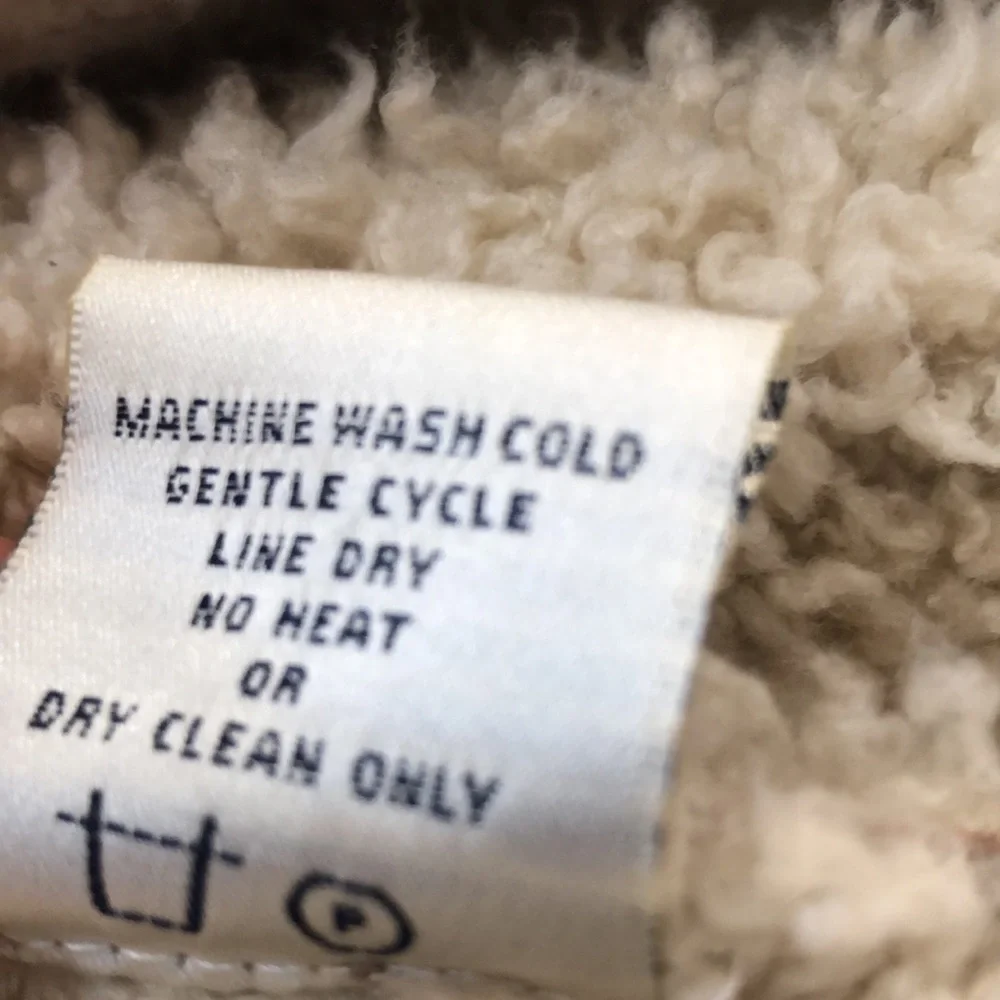 MACHINE WASH COLD
GENTLE CYCLE
LINE DRY
NO HEAT
OR
DRY CLEAN ONLY
P